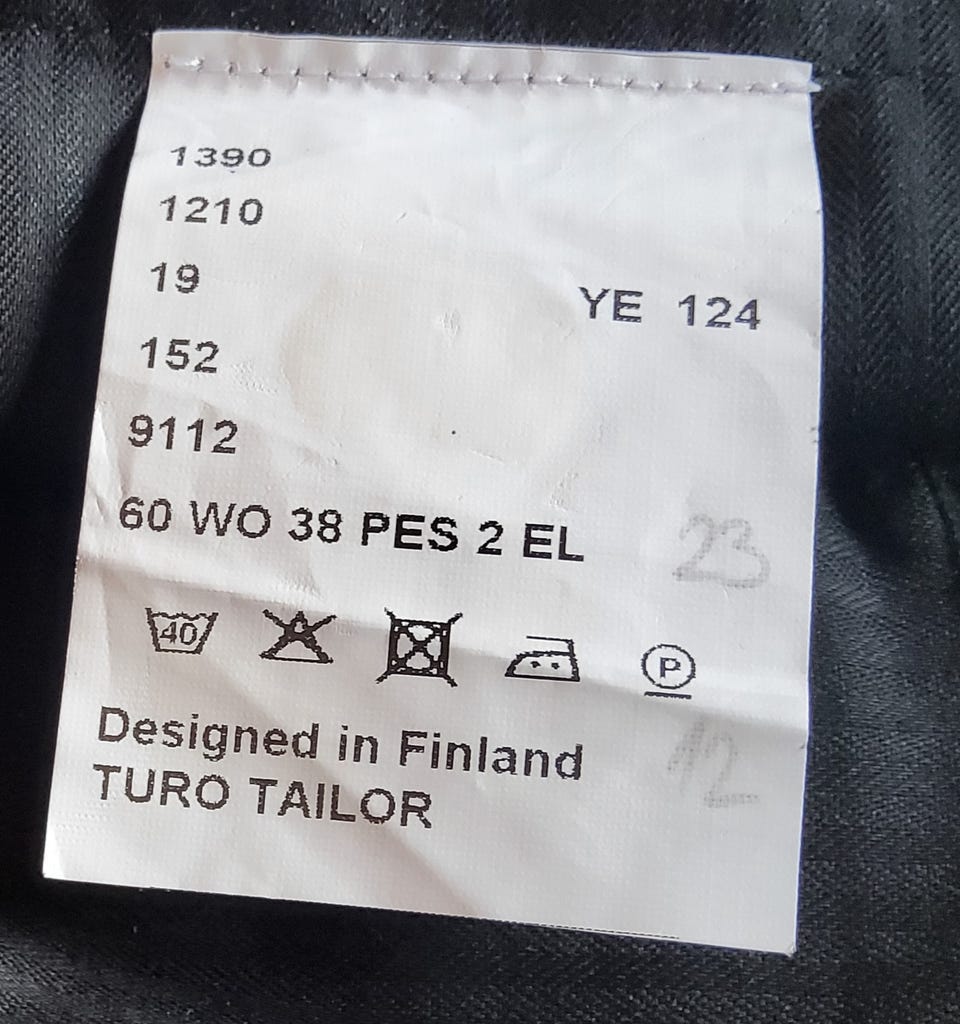 1390
1210
19
YE 124
152
9112
60 WO 38 PES 2 EL
23
40
P
Designed in Finland
12
TURO TAILOR